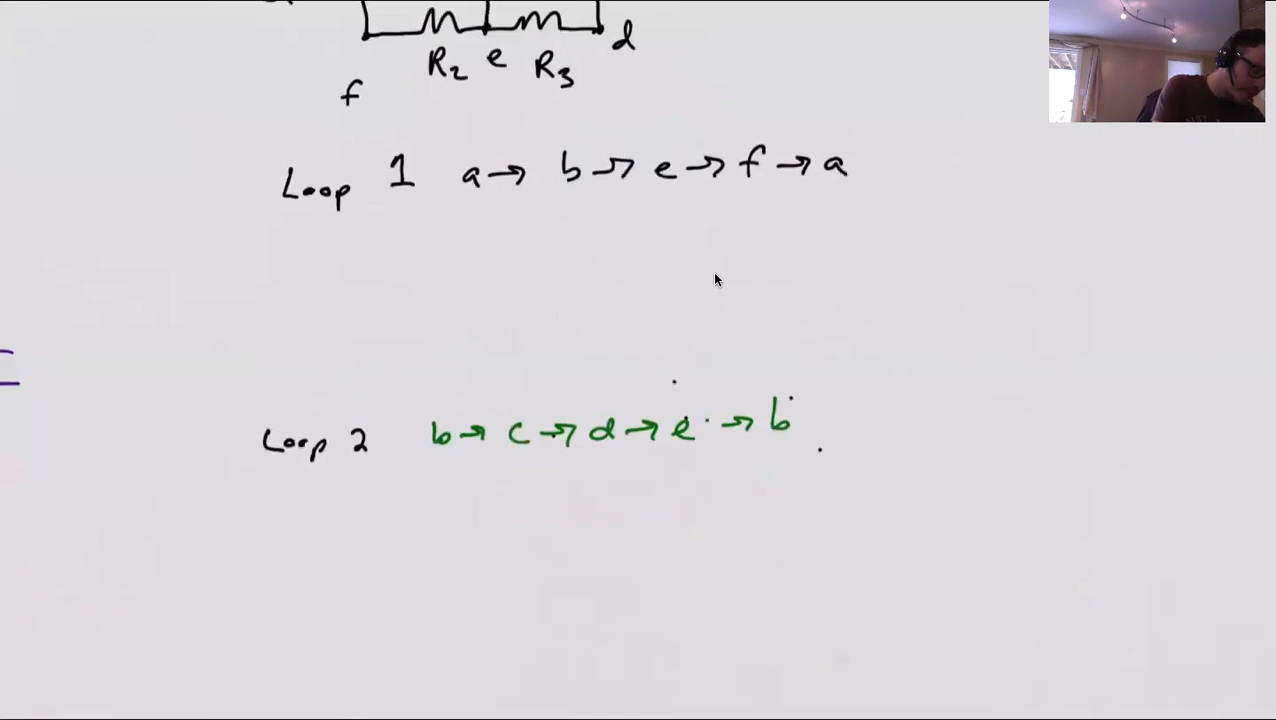 d
R₂ e R₃
f
Loop 1 a → b → e → f → a
Loop 2 b → c → d → e → b